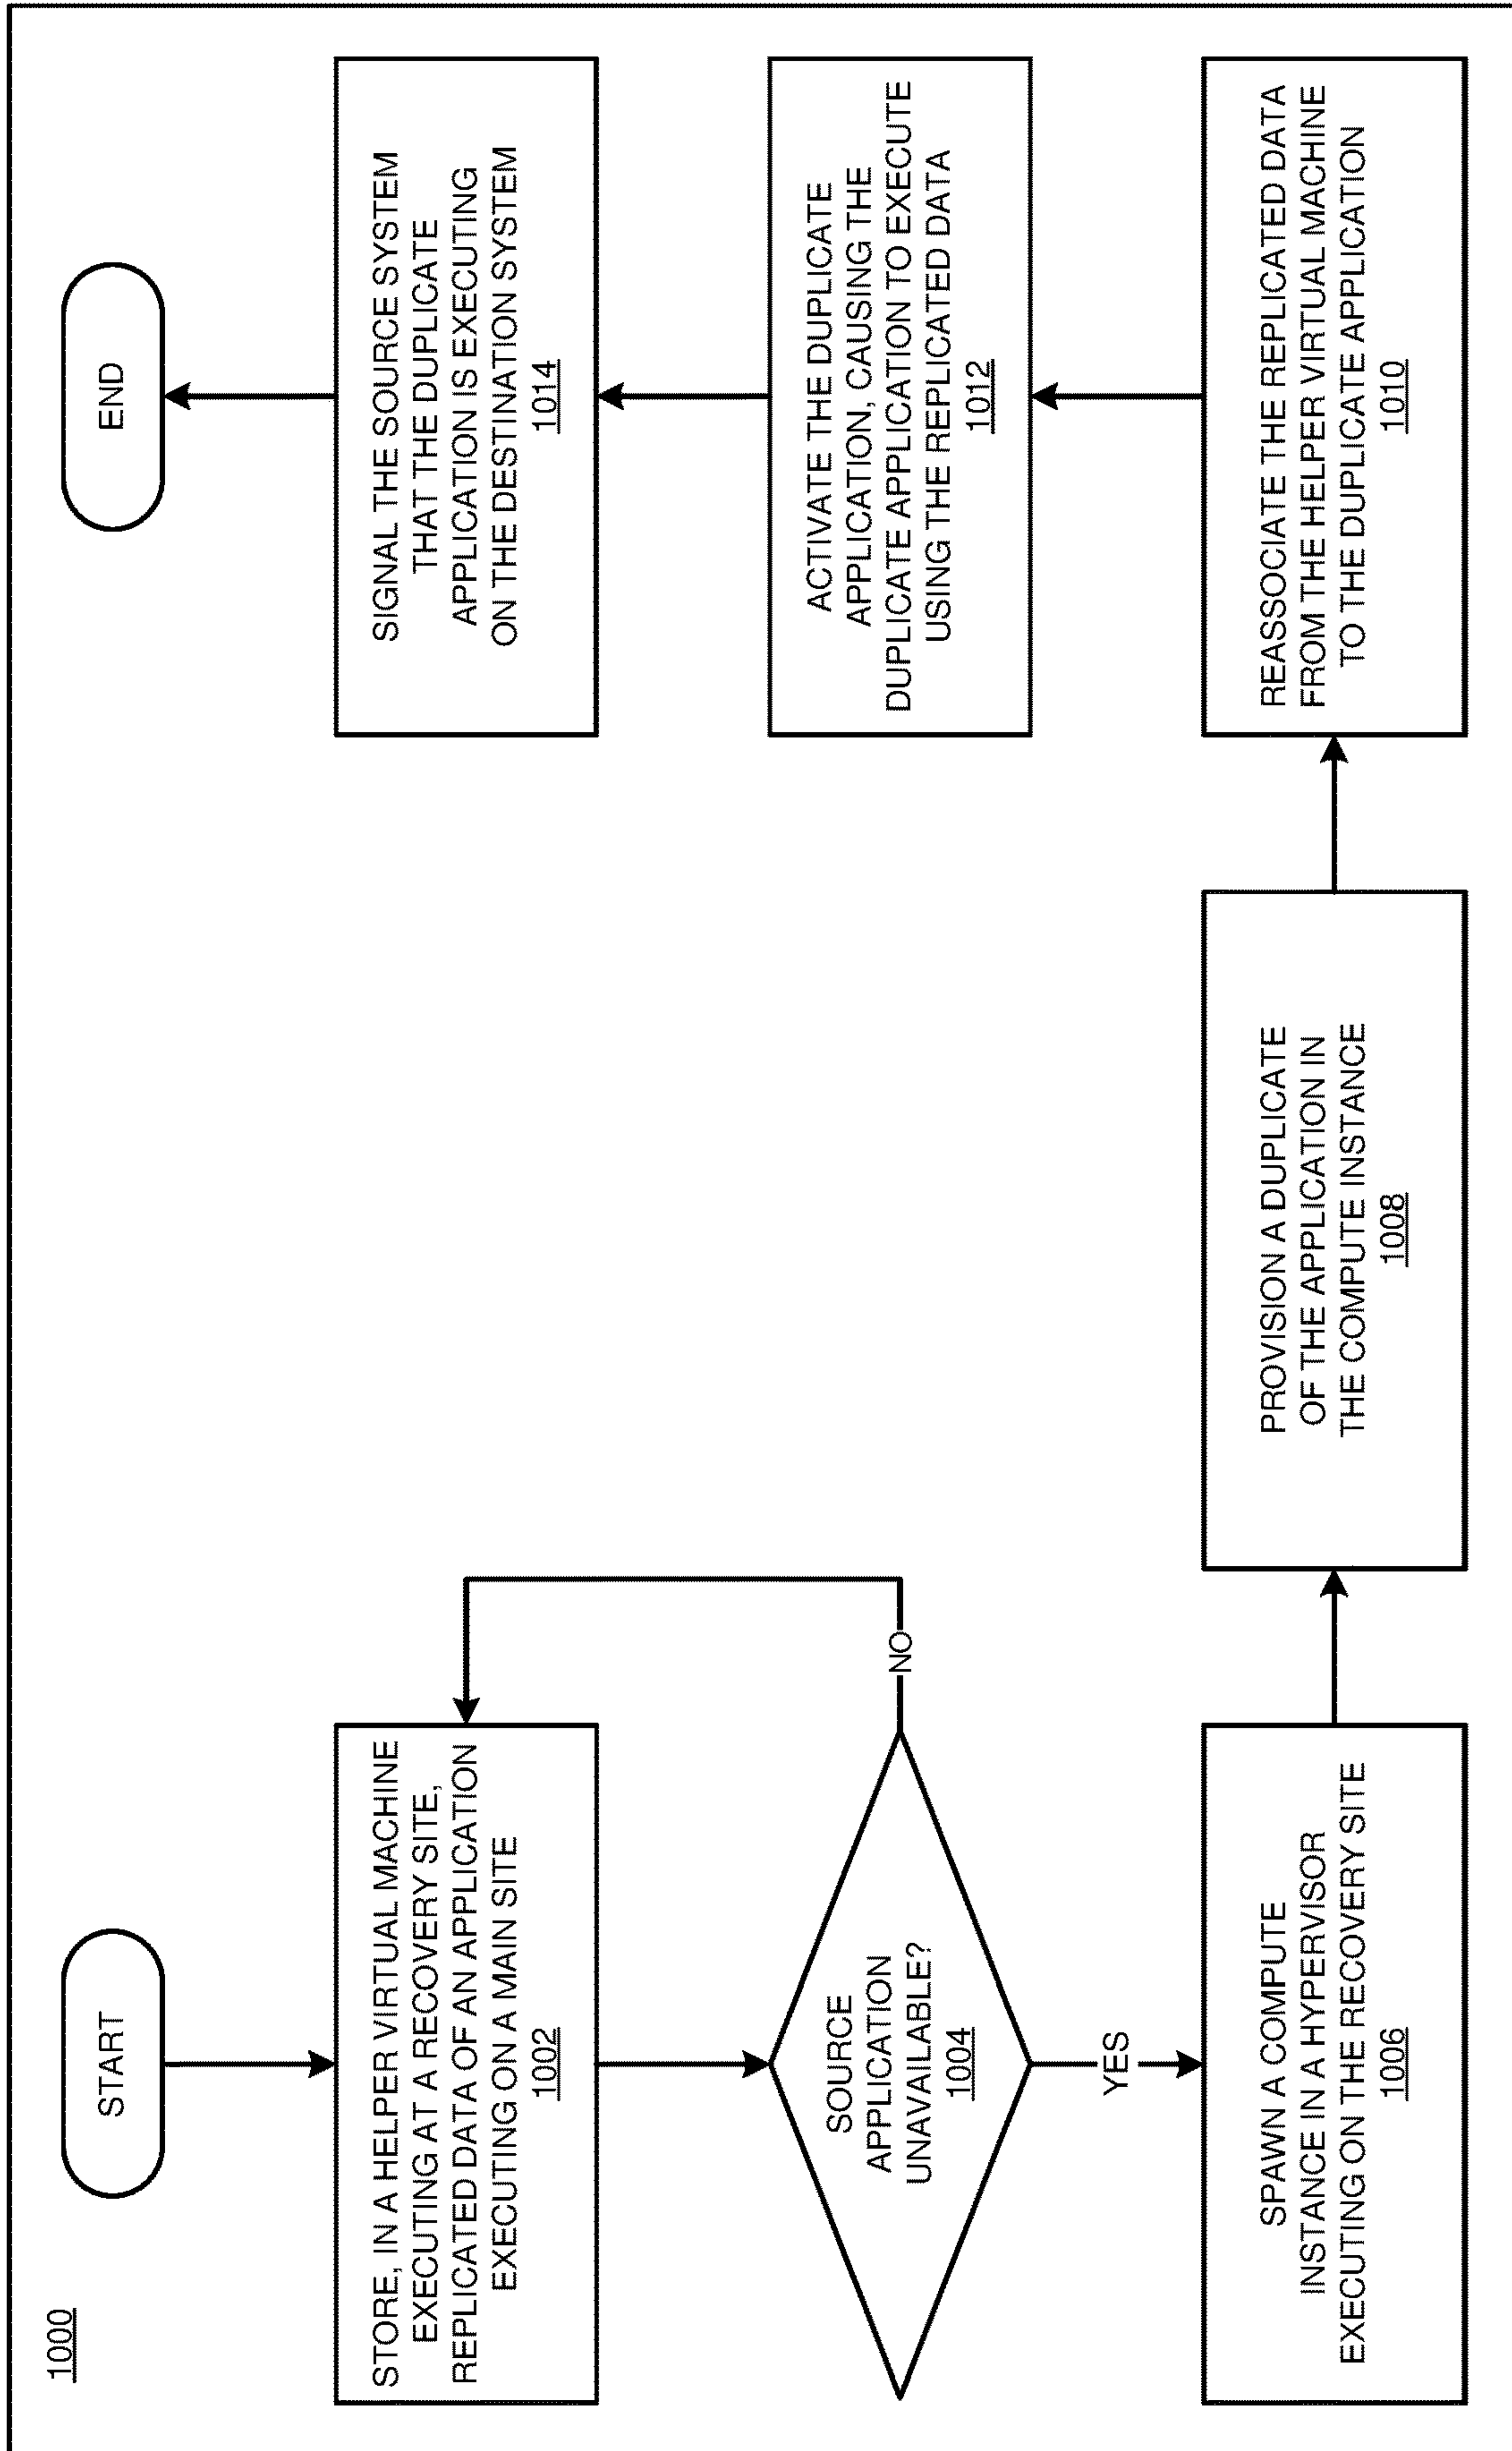 1000
START
STORE, IN A HELPER VIRTUAL MACHINE
EXECUTING AT A RECOVERY SITE,
REPLICATED DATA OF AN APPLICATION
EXECUTING ON A MAIN SITE
1002
SOURCE
APPLICATION
UNAVAILABLE?
1004
NO
YES
SPAWN A COMPUTE
INSTANCE IN A HYPERVISOR
EXECUTING ON THE RECOVERY SITE
1006
PROVISION A DUPLICATE
OF THE APPLICATION IN
THE COMPUTE INSTANCE
1008
REASSOCIATE THE REPLICATED DATA
FROM THE HELPER VIRTUAL MACHINE
TO THE DUPLICATE APPLICATION
1010
ACTIVATE THE DUPLICATE
APPLICATION, CAUSING THE
DUPLICATE APPLICATION TO EXECUTE
USING THE REPLICATED DATA
1012
SIGNAL THE SOURCE SYSTEM
THAT THE DUPLICATE
APPLICATION IS EXECUTING
ON THE DESTINATION SYSTEM
1014
END